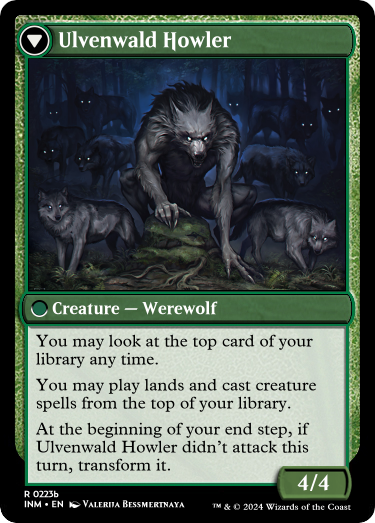 Ulvenwald Howler
Creature — Werewolf
You may look at the top card of your
library any time.
You may play lands and cast creature
spells from the top of your library.
At the beginning of your end step, if
Ulvenwald Howler didn't attack this
turn, transform it.
4/4
R 0223b
INM • EN Valerija Bessmertnaya
™ & © 2024 Wizards of the Coast